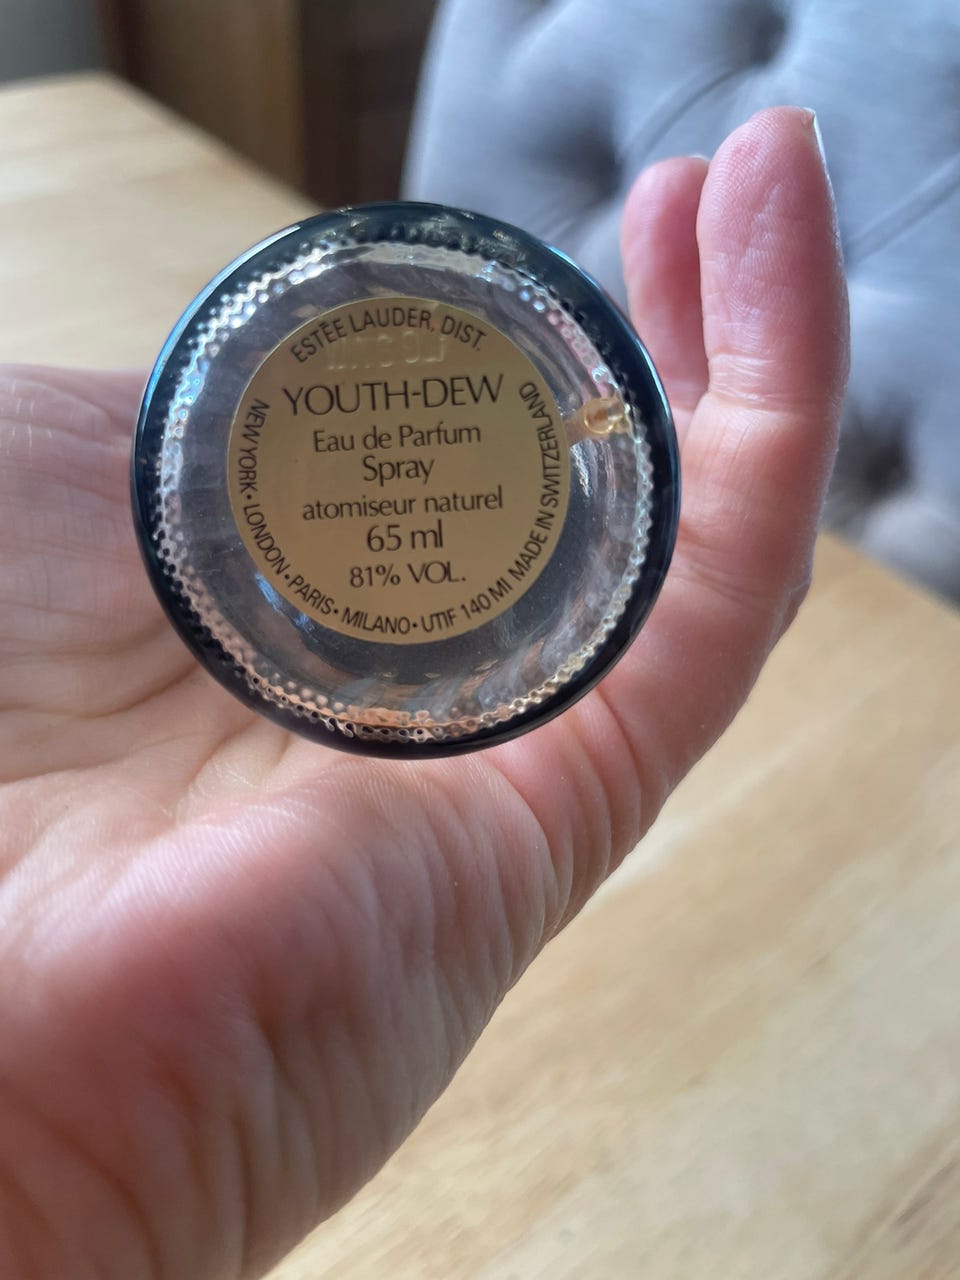 ESTĒE LAUDER, DIST.
YOUTH-DEW
Eau de Parfum
Spray
atomiseur naturel
65 ml
81% VOL.
NEW YORK • LONDON • PARIS • MILANO • UTIF 140 MI MADE IN SWITZERLAND